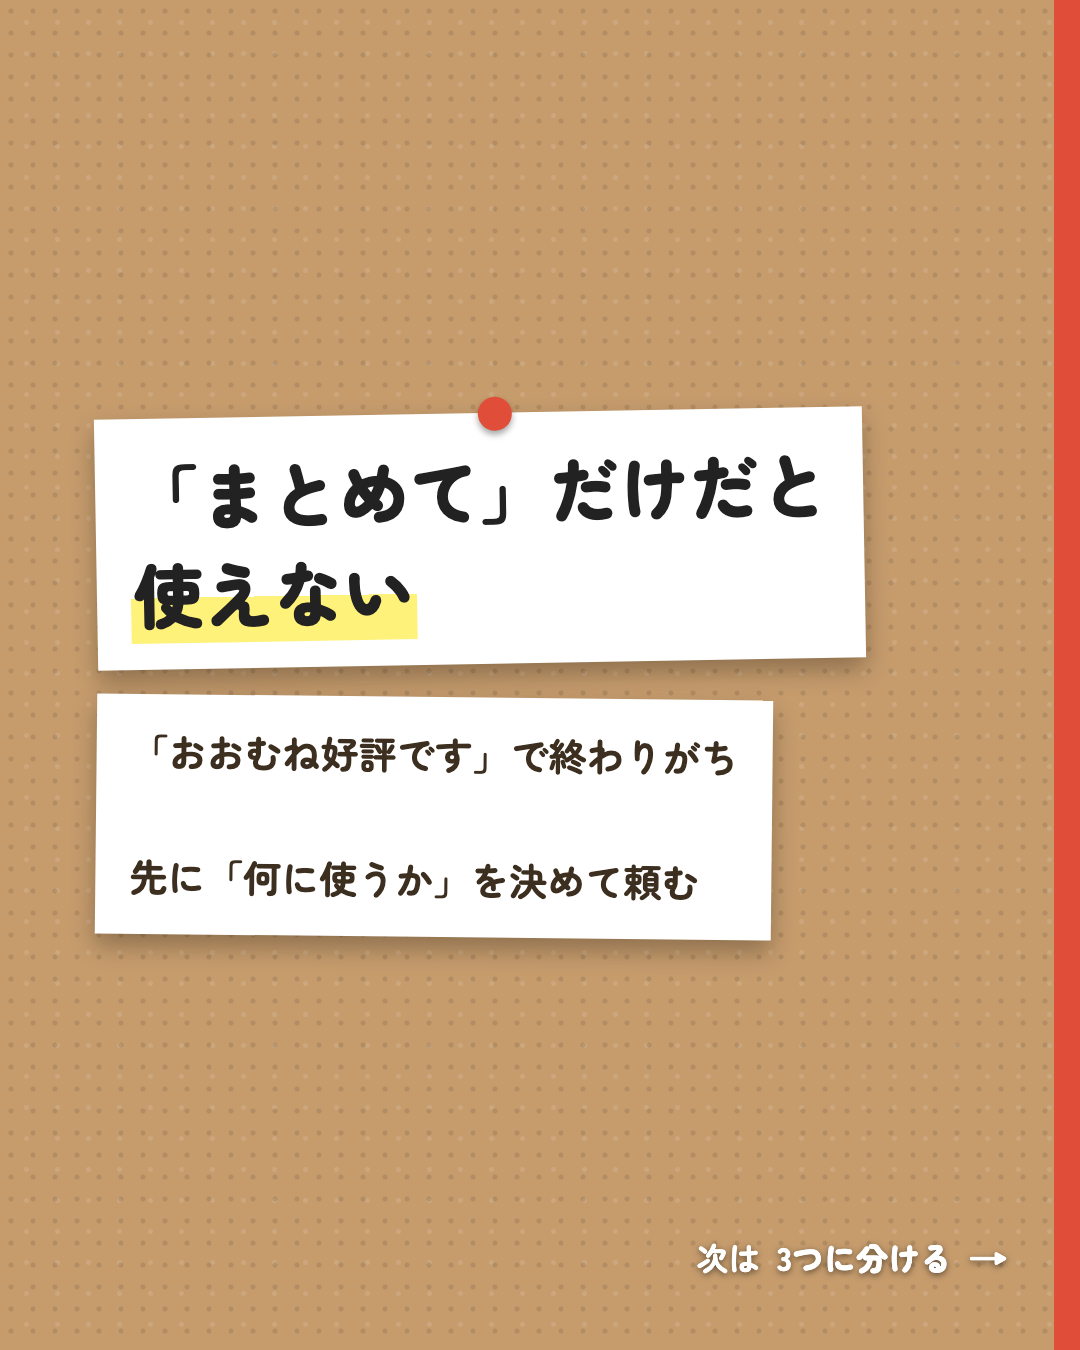 「まとめて」だけだと
使えない
「おおむね好評です」で終わりがち
先に「何に使うか」を決めて頼む
次は 3つに分ける →